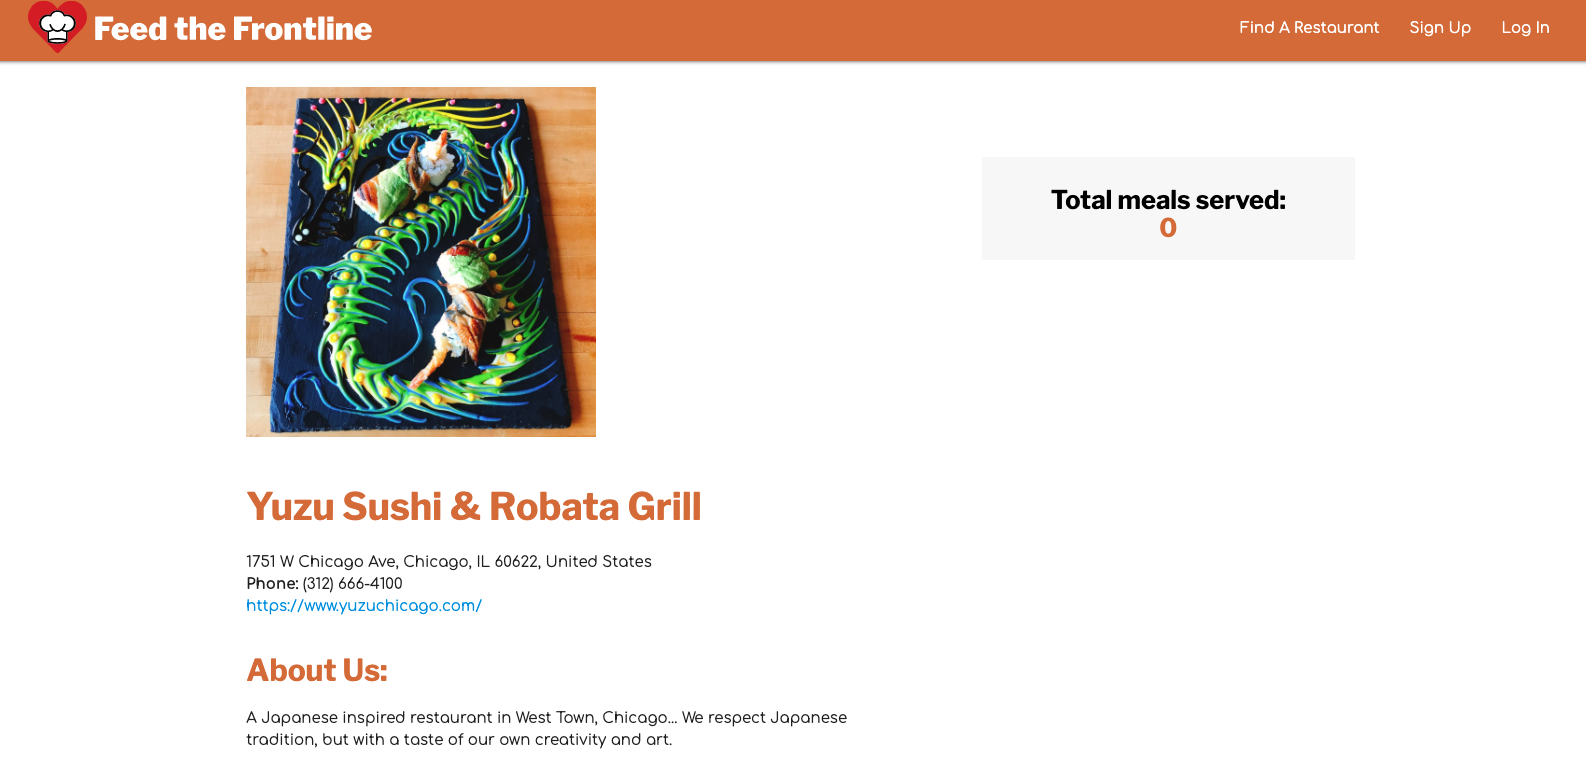 Feed the Frontline
Find A Restaurant
Sign Up
Log In
Total meals served:
0
Yuzu Sushi & Robata Grill
1751 W Chicago Ave, Chicago, IL 60622, United States
Phone: (312) 666-4100
https://www.yuzuchicago.com/
About Us:
A Japanese inspired restaurant in West Town, Chicago... We respect Japanese
tradition, but with a taste of our own creativity and art.